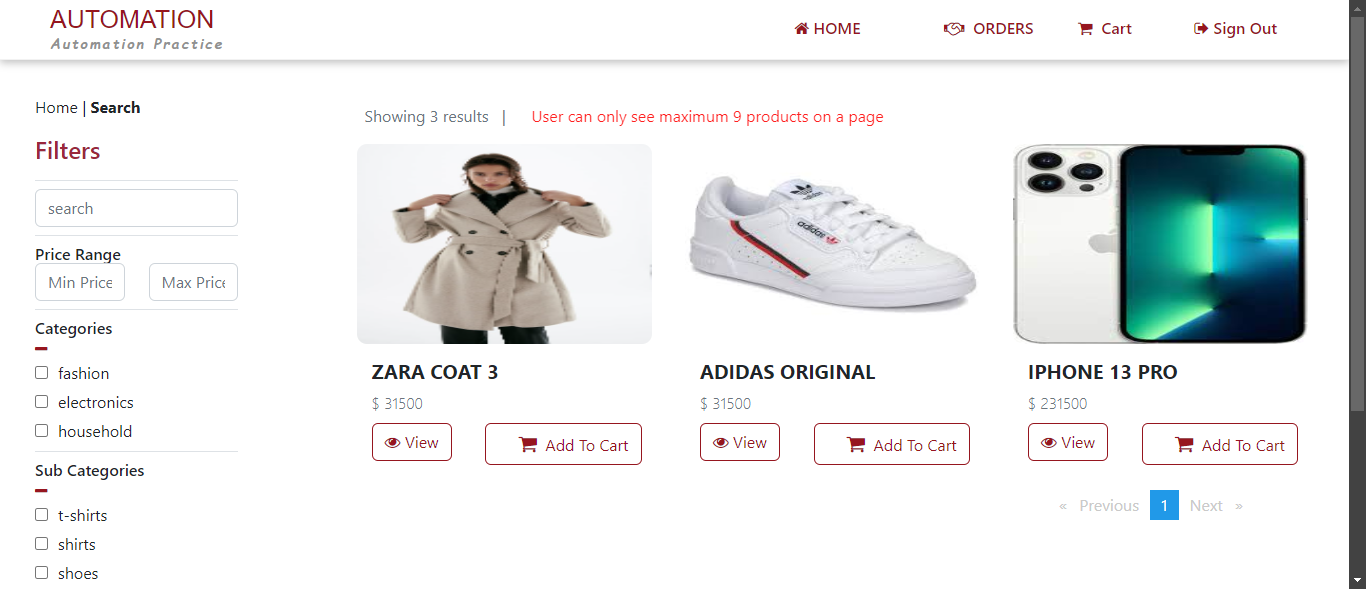 AUTOMATION
Automation Practice
HOME
ORDERS
Cart
Sign Out
Home | Search
Filters
search
Price Range
Min Price
Max Price
Categories
fashion
electronics
household
Sub Categories
t-shirts
shirts
shoes
Showing 3 results |
User can only see maximum 9 products on a page
ZARA COAT 3
$ 31500
View
Add To Cart
adidas
adidas
ADIDAS ORIGINAL
$ 31500
View
Add To Cart
IPHONE 13 PRO
$ 231500
View
Add To Cart
« Previous 1 Next »